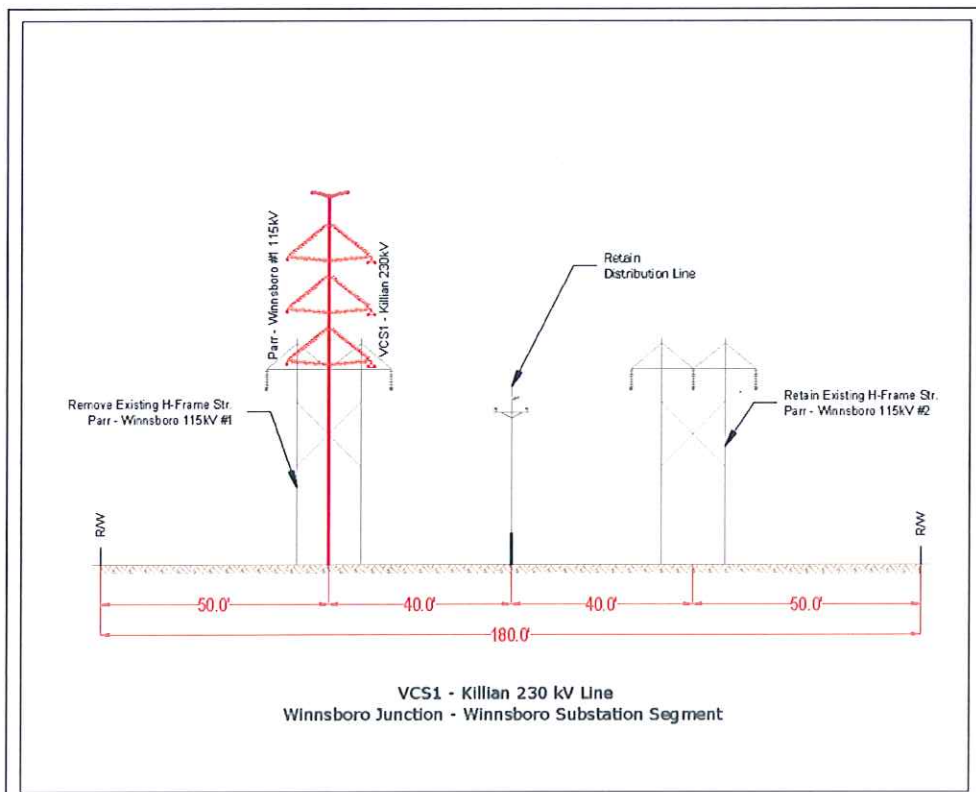 Parr - Winnsboro #1 115kV
VCS1 - Killian 230kV
Retain
Distribution Line
Remove Existing H-Frame Str.
Parr - Winnsboro 115kV #1
Retain Existing H-Frame Str.
Parr - Winnsboro 115kV #2
R/W
R/W
50.0'
40.0'
40.0'
50.0'
180.0'
VCS1 - Killian 230 kV Line
Winnsboro Junction - Winnsboro Substation Segment